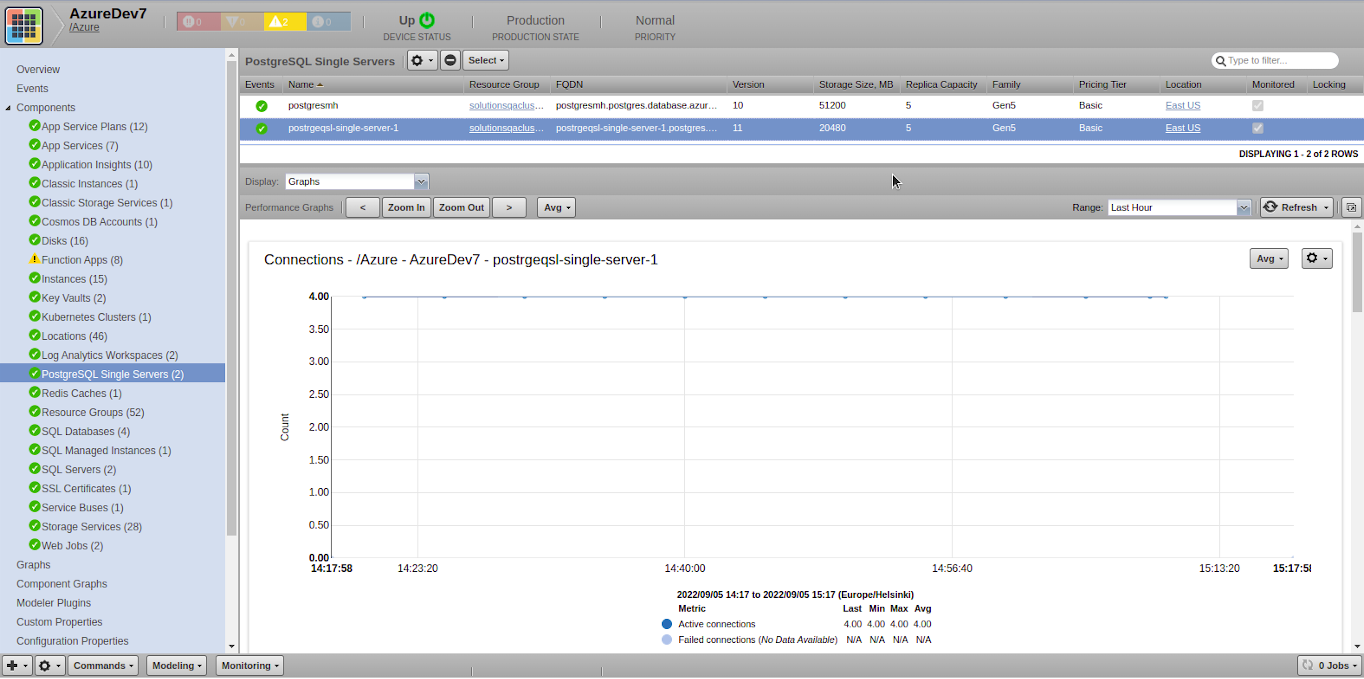 AzureDev7
/Azure
0 0 2 0
Up
DEVICE STATUS
Production
PRODUCTION STATE
Normal
PRIORITY
Overview
Events
Components
App Service Plans (12)
App Services (7)
Application Insights (10)
Classic Instances (1)
Classic Storage Services (1)
Cosmos DB Accounts (1)
Disks (16)
Function Apps (8)
Instances (15)
Key Vaults (2)
Kubernetes Clusters (1)
Locations (46)
Log Analytics Workspaces (2)
PostgreSQL Single Servers (2)
Redis Caches (1)
Resource Groups (52)
SQL Databases (4)
SQL Managed Instances (1)
SQL Servers (2)
SSL Certificates (1)
Service Buses (1)
Storage Services (28)
Web Jobs (2)
Graphs
Component Graphs
Modeler Plugins
Custom Properties
Configuration Properties
PostgreSQL Single Servers Select Type to filter...
Events Name Resource Group FQDN Version Storage Size, MB Replica Capacity Family Pricing Tier Location Monitored Locking
postgresmh solutionsqaclus... postgresmh.postgres.database.azur... 10 51200 5 Gen5 Basic East US
postrgeqsl-single-server-1 solutionsqaclus... postrgeqsl-single-server-1.postgres.... 11 20480 5 Gen5 Basic East US
DISPLAYING 1 - 2 of 2 ROWS
Display: Graphs
Performance Graphs < Zoom In Zoom Out > Avg Range: Last Hour Refresh
Connections - /Azure - AzureDev7 - postrgeqsl-single-server-1 Avg
4.00
3.50
3.00
2.50
2.00
1.50
1.00
0.50
0.00
Count
14:17:58 14:23:20 14:40:00 14:56:40 15:13:20 15:17:58
2022/09/05 14:17 to 2022/09/05 15:17 (Europe/Helsinki)
Metric Last Min Max Avg
Active connections 4.00 4.00 4.00 4.00
Failed connections (No Data Available) N/A N/A N/A N/A
Commands Modeling Monitoring 0 Jobs